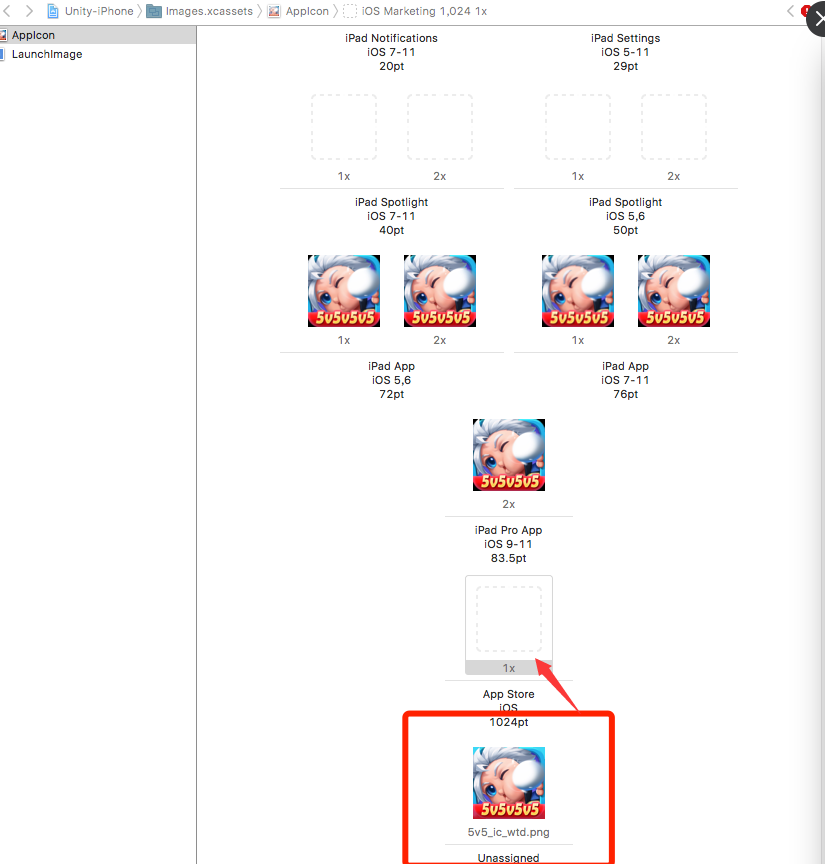 Unity-iPhone
Images.xcassets
AppIcon
iOS Marketing 1,024 1x
AppIcon
LaunchImage
iPad Notifications
iOS 7-11
20pt
iPad Settings
iOS 5-11
29pt
1x
2x
1x
2x
iPad Spotlight
iOS 7-11
40pt
iPad Spotlight
iOS 5,6
50pt
5v5v5v5
5v5v5v5
5v5v5v5
5v5v5v5
1x
2x
1x
2x
iPad App
iOS 5,6
72pt
iPad App
iOS 7-11
76pt
5v5v5v5
2x
iPad Pro App
iOS 9-11
83.5pt
1x
App Store
iOS
1024pt
5v5v5v5
5v5_ic_wtd.png
Unassigned